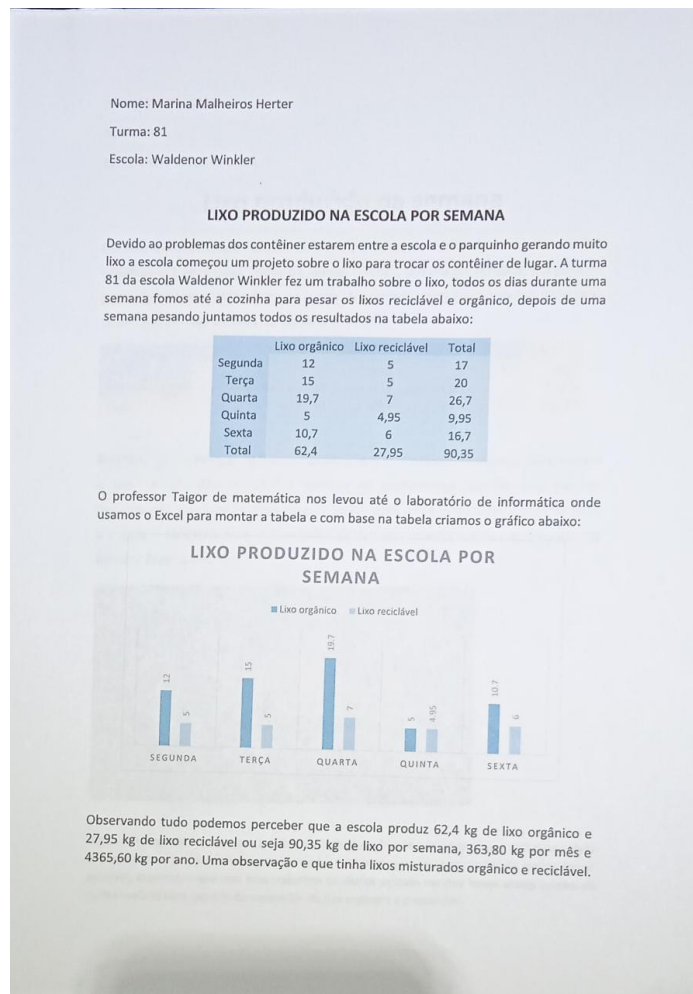 Nome: Marina Malheiros Herter
Turma: 81
Escola: Waldenor Winkler
LIXO PRODUZIDO NA ESCOLA POR SEMANA
Devido ao problemas dos contêiner estarem entre a escola e o parquinho gerando muito
lixo a escola começou um projeto sobre o lixo para trocar os contêiner de lugar. A turma
81 da escola Waldenor Winkler fez um trabalho sobre o lixo, todos os dias durante uma
semana fomos até a cozinha para pesar os lixos reciclável e orgânico, depois de uma
semana pesando juntamos todos os resultados na tabela abaixo:
Lixo orgânico Lixo reciclável Total
Segunda 12 5 17
Terça 15 5 20
Quarta 19,7 7 26,7
Quinta 5 4,95 9,95
Sexta 10,7 6 16,7
Total 62,4 27,95 90,35
O professor Taigor de matemática nos levou até o laboratório de informática onde
usamos o Excel para montar a tabela e com base na tabela criamos o gráfico abaixo:
LIXO PRODUZIDO NA ESCOLA POR
SEMANA
Lixo orgânico Lixo reciclável
12 5 15 5 19.7 7 5 4.95 10.7 6
SEGUNDA TERÇA QUARTA QUINTA SEXTA
Observando tudo podemos perceber que a escola produz 62,4 kg de lixo orgânico e
27,95 kg de lixo reciclável ou seja 90,35 kg de lixo por semana, 363,80 kg por mês e
4365,60 kg por ano. Uma observação e que tinha lixos misturados orgânico e reciclável.